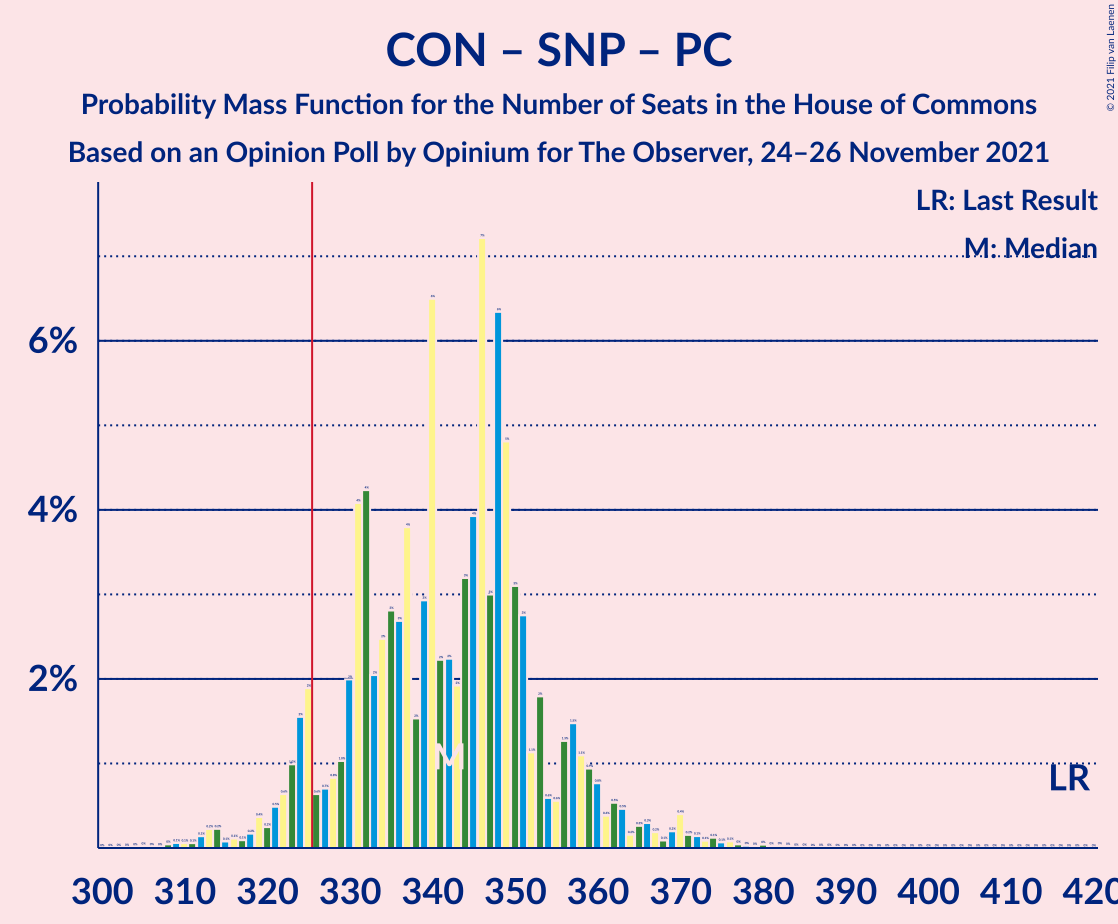 CON – SNP – PC
Probability Mass Function for the Number of Seats in the House of Commons
Based on an Opinion Poll by Opinium for The Observer, 24–26 November 2021
© 2021 Filip van Laenen
LR: Last Result
M: Median
6%
4%
2%
M
LR
300 310 320 330 340 350 360 370 380 390 400 410 420